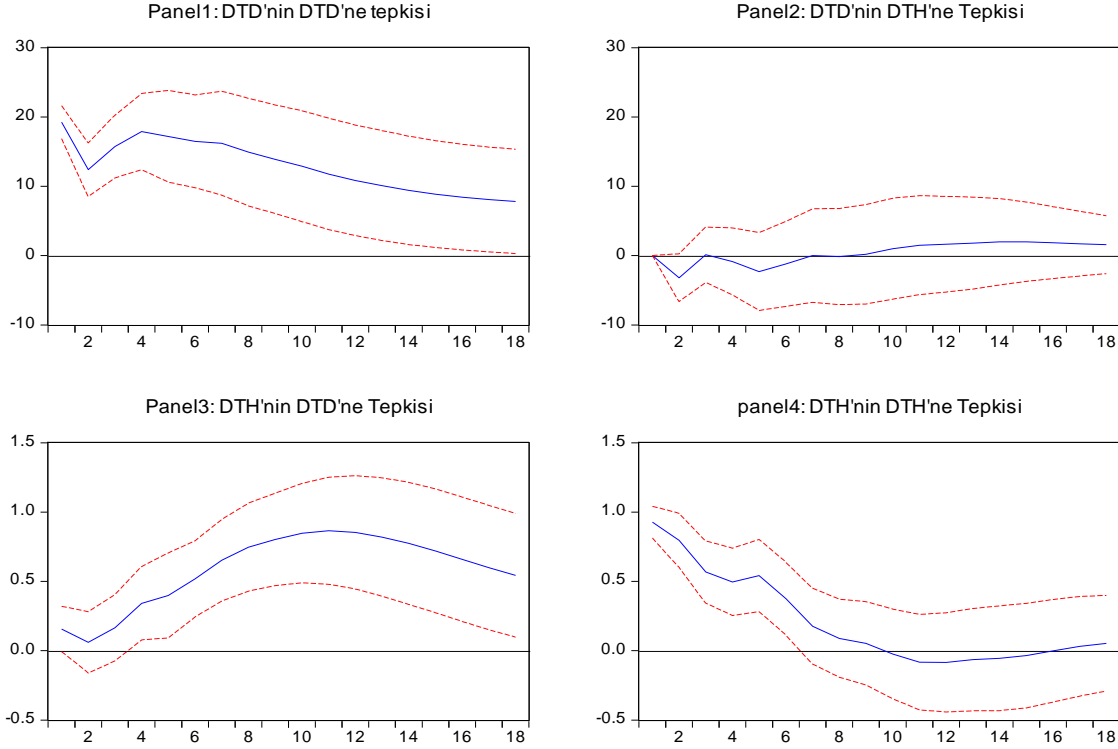 Panel1: DTD'nin DTD'ne tepkisi
30
20
10
0
-10
2 4 6 8 10 12 14 16 18
Panel2: DTD'nin DTH'ne Tepkisi
30
20
10
0
-10
2 4 6 8 10 12 14 16 18
Panel3: DTH'nin DTD'ne Tepkisi
1.5
1.0
0.5
0.0
-0.5
2 4 6 8 10 12 14 16 18
panel4: DTH'nin DTH'ne Tepkisi
1.5
1.0
0.5
0.0
-0.5
2 4 6 8 10 12 14 16 18